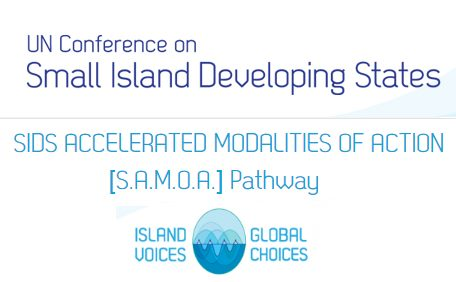 UN Conference on
Small Island Developing States
SIDS ACCELERATED MODALITIES OF ACTION
[S.A.M.O.A.] Pathway
ISLAND GLOBAL
VOICES CHOICES